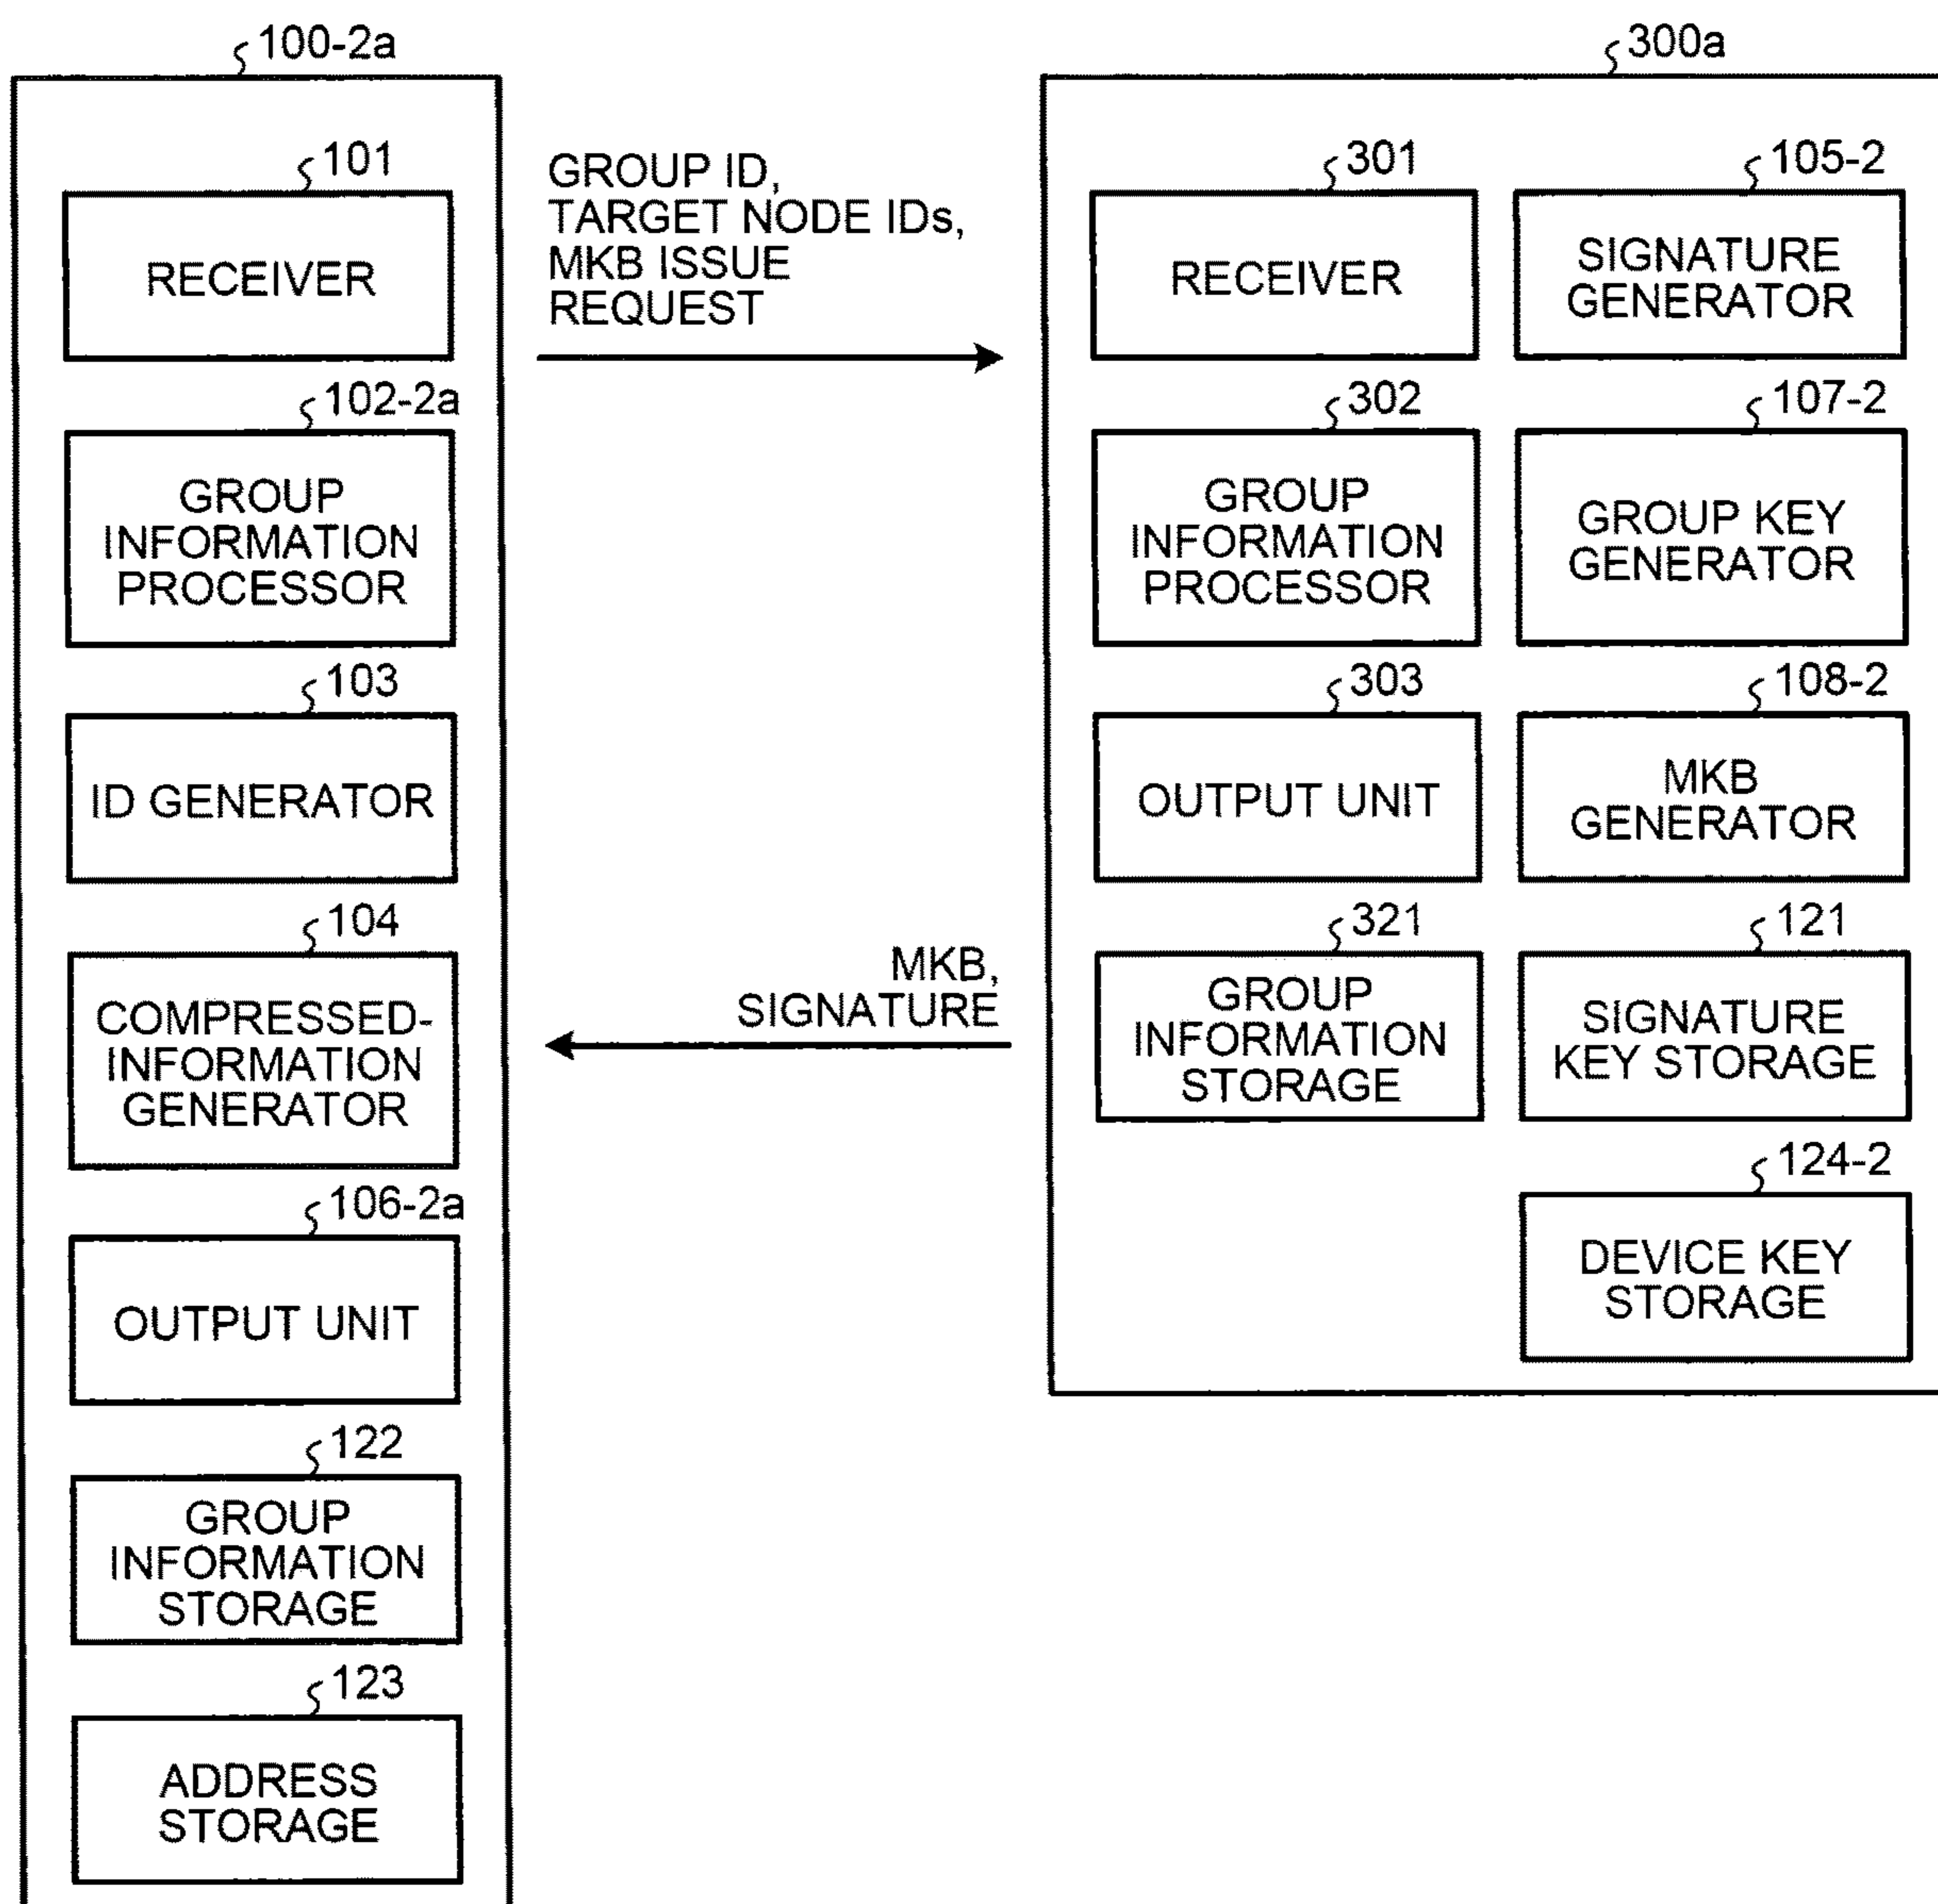 100-2a
101
RECEIVER
102-2a
GROUP
INFORMATION
PROCESSOR
103
ID GENERATOR
104
COMPRESSED-
INFORMATION
GENERATOR
106-2a
OUTPUT UNIT
122
GROUP
INFORMATION
STORAGE
123
ADDRESS
STORAGE
GROUP ID,
TARGET NODE IDs,
MKB ISSUE
REQUEST
MKB,
SIGNATURE
300a
301
RECEIVER
105-2
SIGNATURE
GENERATOR
302
GROUP
INFORMATION
PROCESSOR
107-2
GROUP KEY
GENERATOR
303
OUTPUT UNIT
108-2
MKB
GENERATOR
321
GROUP
INFORMATION
STORAGE
121
SIGNATURE
KEY STORAGE
124-2
DEVICE KEY
STORAGE